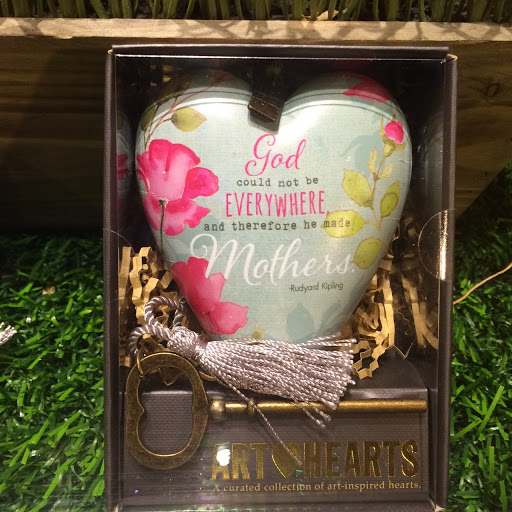 God
could not be
EVERYWHERE,
and therefore he made
Mothers.
-Rudyard Kipling
ART HEARTS
A curated collection of art-inspired hearts.